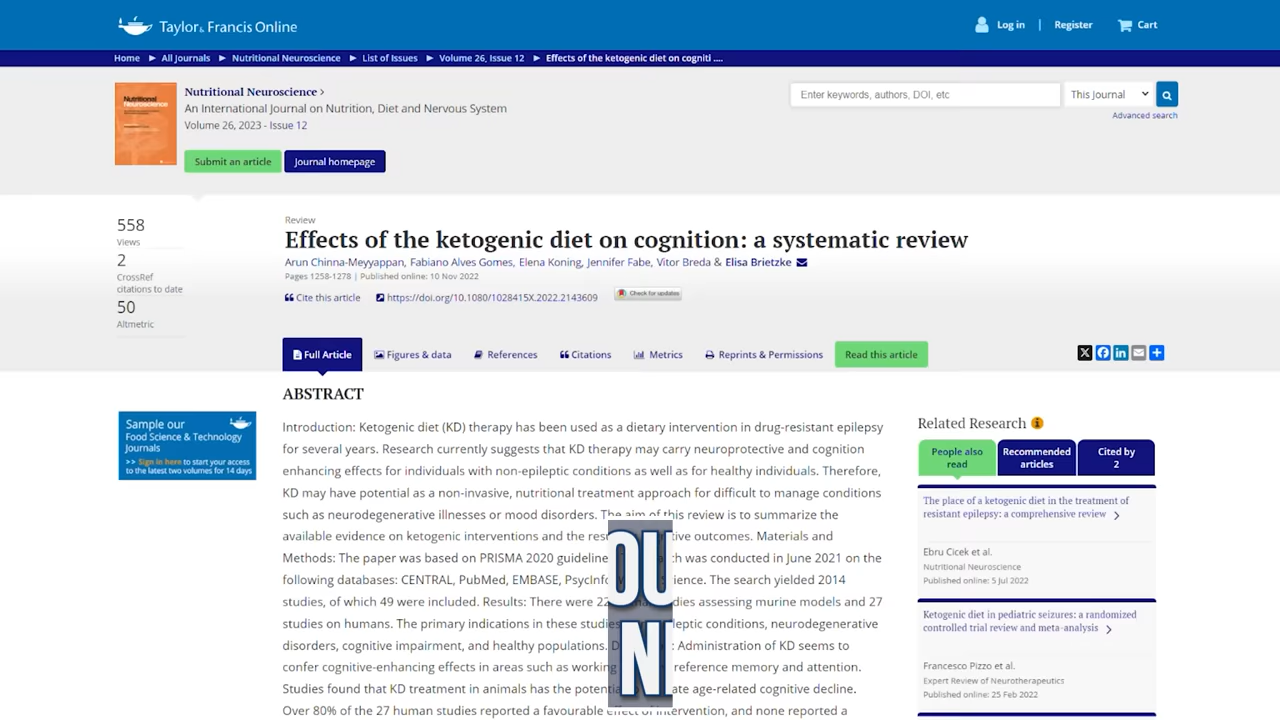 Taylor & Francis Online
Log in | Register Cart
Home ► All Journals ► Nutritional Neuroscience ► List of Issues ► Volume 26, Issue 12 ► Effects of the ketogenic diet on cogniti ....
Nutritional Neuroscience
Nutritional Neuroscience >
An International Journal on Nutrition, Diet and Nervous System
Volume 26, 2023 - Issue 12
Enter keywords, authors, DOI, etc
This Journal
Advanced search
Submit an article
Journal homepage
558
Views
2
CrossRef
citations to date
50
Altmetric
Review
Effects of the ketogenic diet on cognition: a systematic review
Arun Chinna-Meyyappan, Fabiano Alves Gomes, Elena Koning, Jennifer Fabe, Vitor Breda & Elisa Brietzke
Pages 1258-1278 | Published online: 10 Nov 2022
Cite this article
https://doi.org/10.1080/1028415X.2022.2143609
Check for updates
Full Article
Figures & data
References
Citations
Metrics
Reprints & Permissions
Read this article
Sample our
Food Science & Technology
Journals
>> Sign in here to start your access
to the latest two volumes for 14 days
ABSTRACT
Introduction: Ketogenic diet (KD) therapy has been used as a dietary intervention in drug-resistant epilepsy
for several years. Research currently suggests that KD therapy may carry neuroprotective and cognition
enhancing effects for individuals with non-epileptic conditions as well as for healthy individuals. Therefore,
KD may have potential as a non-invasive, nutritional treatment approach for difficult to manage conditions
such as neurodegenerative illnesses or mood disorders. The aim of this review is to summarize the
available evidence on ketogenic interventions and the outcomes. Materials and
Methods: The paper was based on PRISMA 2020 was conducted in June 2021 on the
following databases: CENTRAL, PubMed, EMBASE, The search yielded 2014
studies, of which 49 were included. Results: There were assessing murine models and 27
studies on humans. The primary indications in these conditions, neurodegenerative
disorders, cognitive impairment, and healthy populations. Administration of KD seems to
confer cognitive-enhancing effects in areas such as working reference memory and attention.
Studies found that KD treatment in animals has the age-related cognitive decline.
Over 80% of the 27 human studies reported a favourable intervention, and none reported a
OU
N
Related Research
People also
read
Recommended
articles
Cited by
2
The place of a ketogenic diet in the treatment of
resistant epilepsy: a comprehensive review
Ebru Cicek et al.
Nutritional Neuroscience
Published online: 5 Jul 2022
Ketogenic diet in pediatric seizures: a randomized
controlled trial review and meta-analysis
Francesco Pizzo et al.
Expert Review of Neurotherapeutics
Published online: 25 Feb 2022